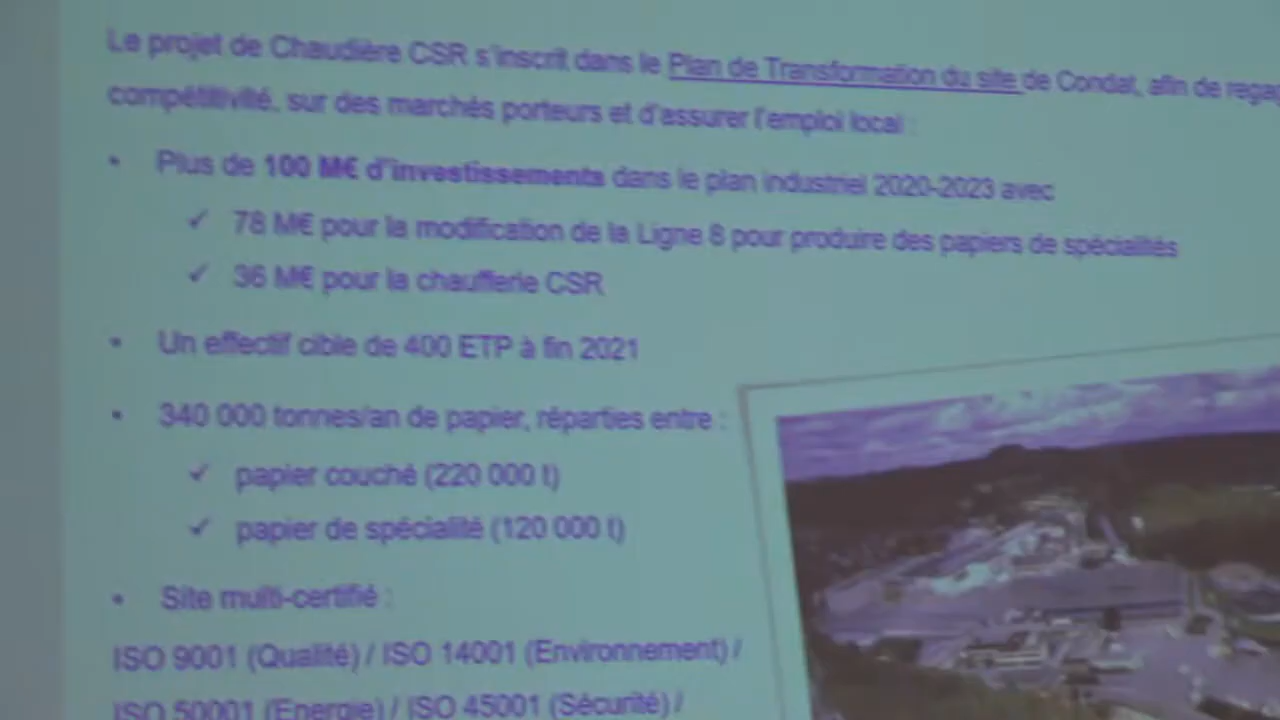 Le projet de Chaudière CSR s'inscrit dans le Plan de Transformation du site de Condat, afin de
compétitivité, sur des marchés porteurs et d'assurer l'emploi local :
• Plus de 100 M€ d'investissements dans le plan industriel 2020-2023 avec
✓ 78 M€ pour la modification de la Ligne 8 pour produire des papiers de spécialités
✓ 36 M€ pour la chaufferie CSR
• Un effectif cible de 400 ETP à fin 2021
• 340 000 tonnes/an de papier, réparties entre :
✓ papier couché (220 000 t)
✓ papier de spécialité (120 000 t)
• Site multi-certifié :
ISO 9001 (Qualité) / ISO 14001 (Environnement) /
ISO 50001 (Energie) / ISO 45001 (Sécurité) /